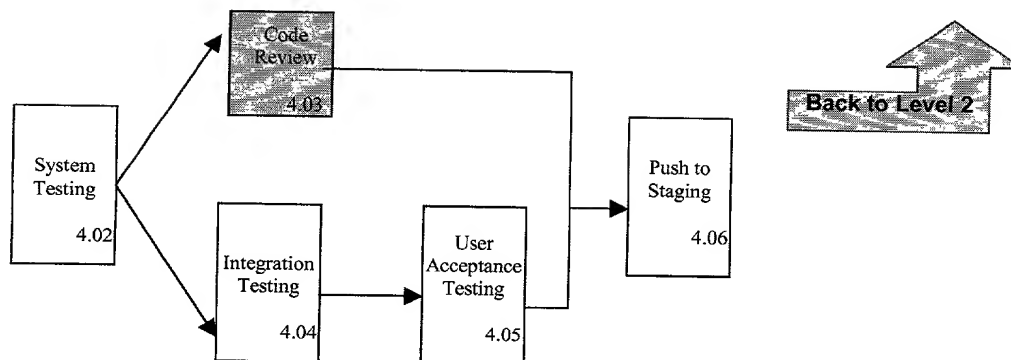 Code
Review
4.03
Back to Level 2
System
Testing
4.02
Push to
Staging
4.06
Integration
Testing
4.04
User
Acceptance
Testing
4.05